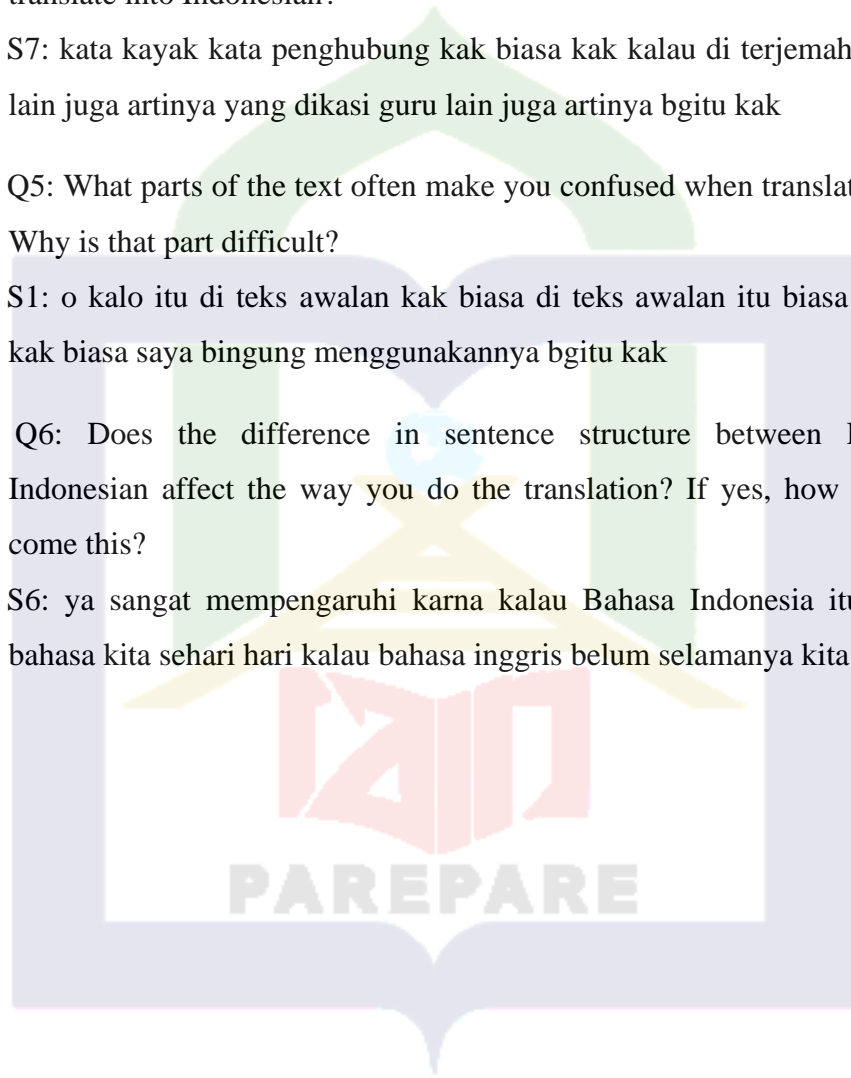 translate into Indonesian?
S7: kata kayak kata penghubung kak biasa kak kalau di terjemah
lain juga artinya yang dikasi guru lain juga artinya bgitu kak
Q5: What parts of the text often make you confused when translat
Why is that part difficult?
S1: o kalo itu di teks awalan kak biasa di teks awalan itu biasa
kak biasa saya bingung menggunakannya bgitu kak
Q6: Does the difference in sentence structure between
Indonesian affect the way you do the translation? If yes, how
come this?
S6: ya sangat mempengaruhi karna kalau Bahasa Indonesia itu
bahasa kita sehari hari kalau bahasa inggris belum selamanya kita
PAREPARE